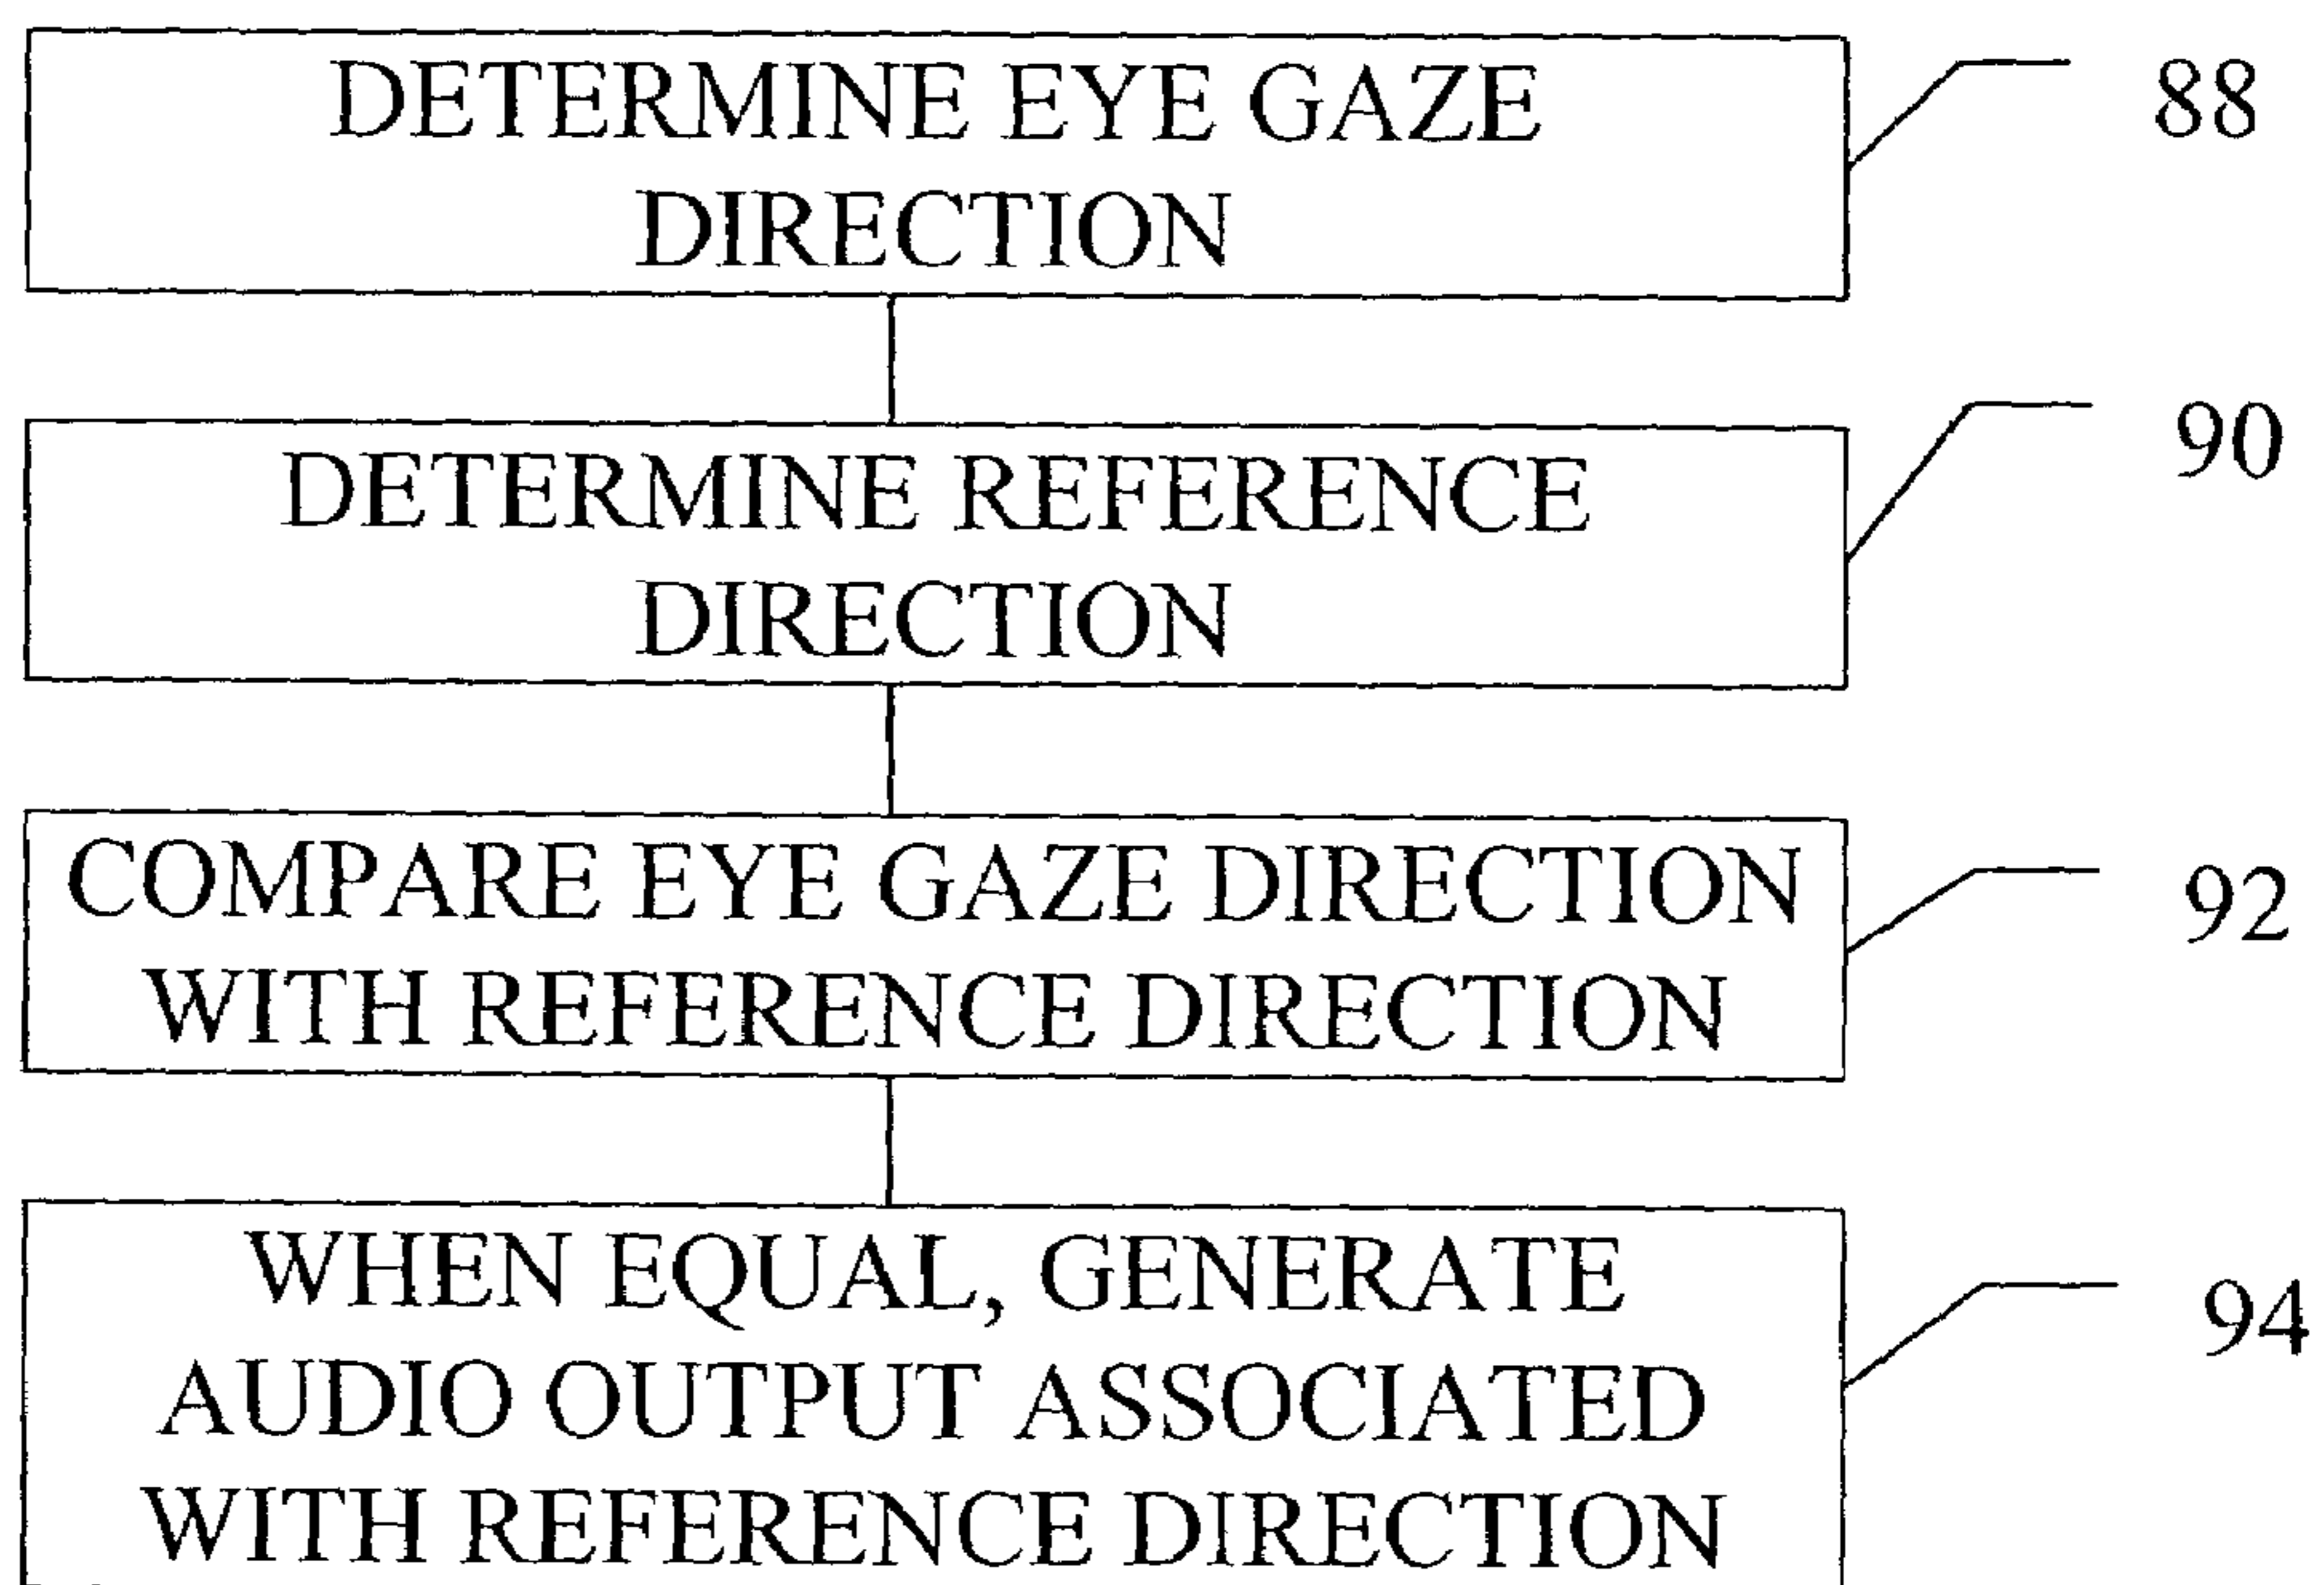 DETERMINE EYE GAZE
DIRECTION
88
DETERMINE REFERENCE
DIRECTION
90
COMPARE EYE GAZE DIRECTION
WITH REFERENCE DIRECTION
92
WHEN EQUAL, GENERATE
AUDIO OUTPUT ASSOCIATED
WITH REFERENCE DIRECTION
94